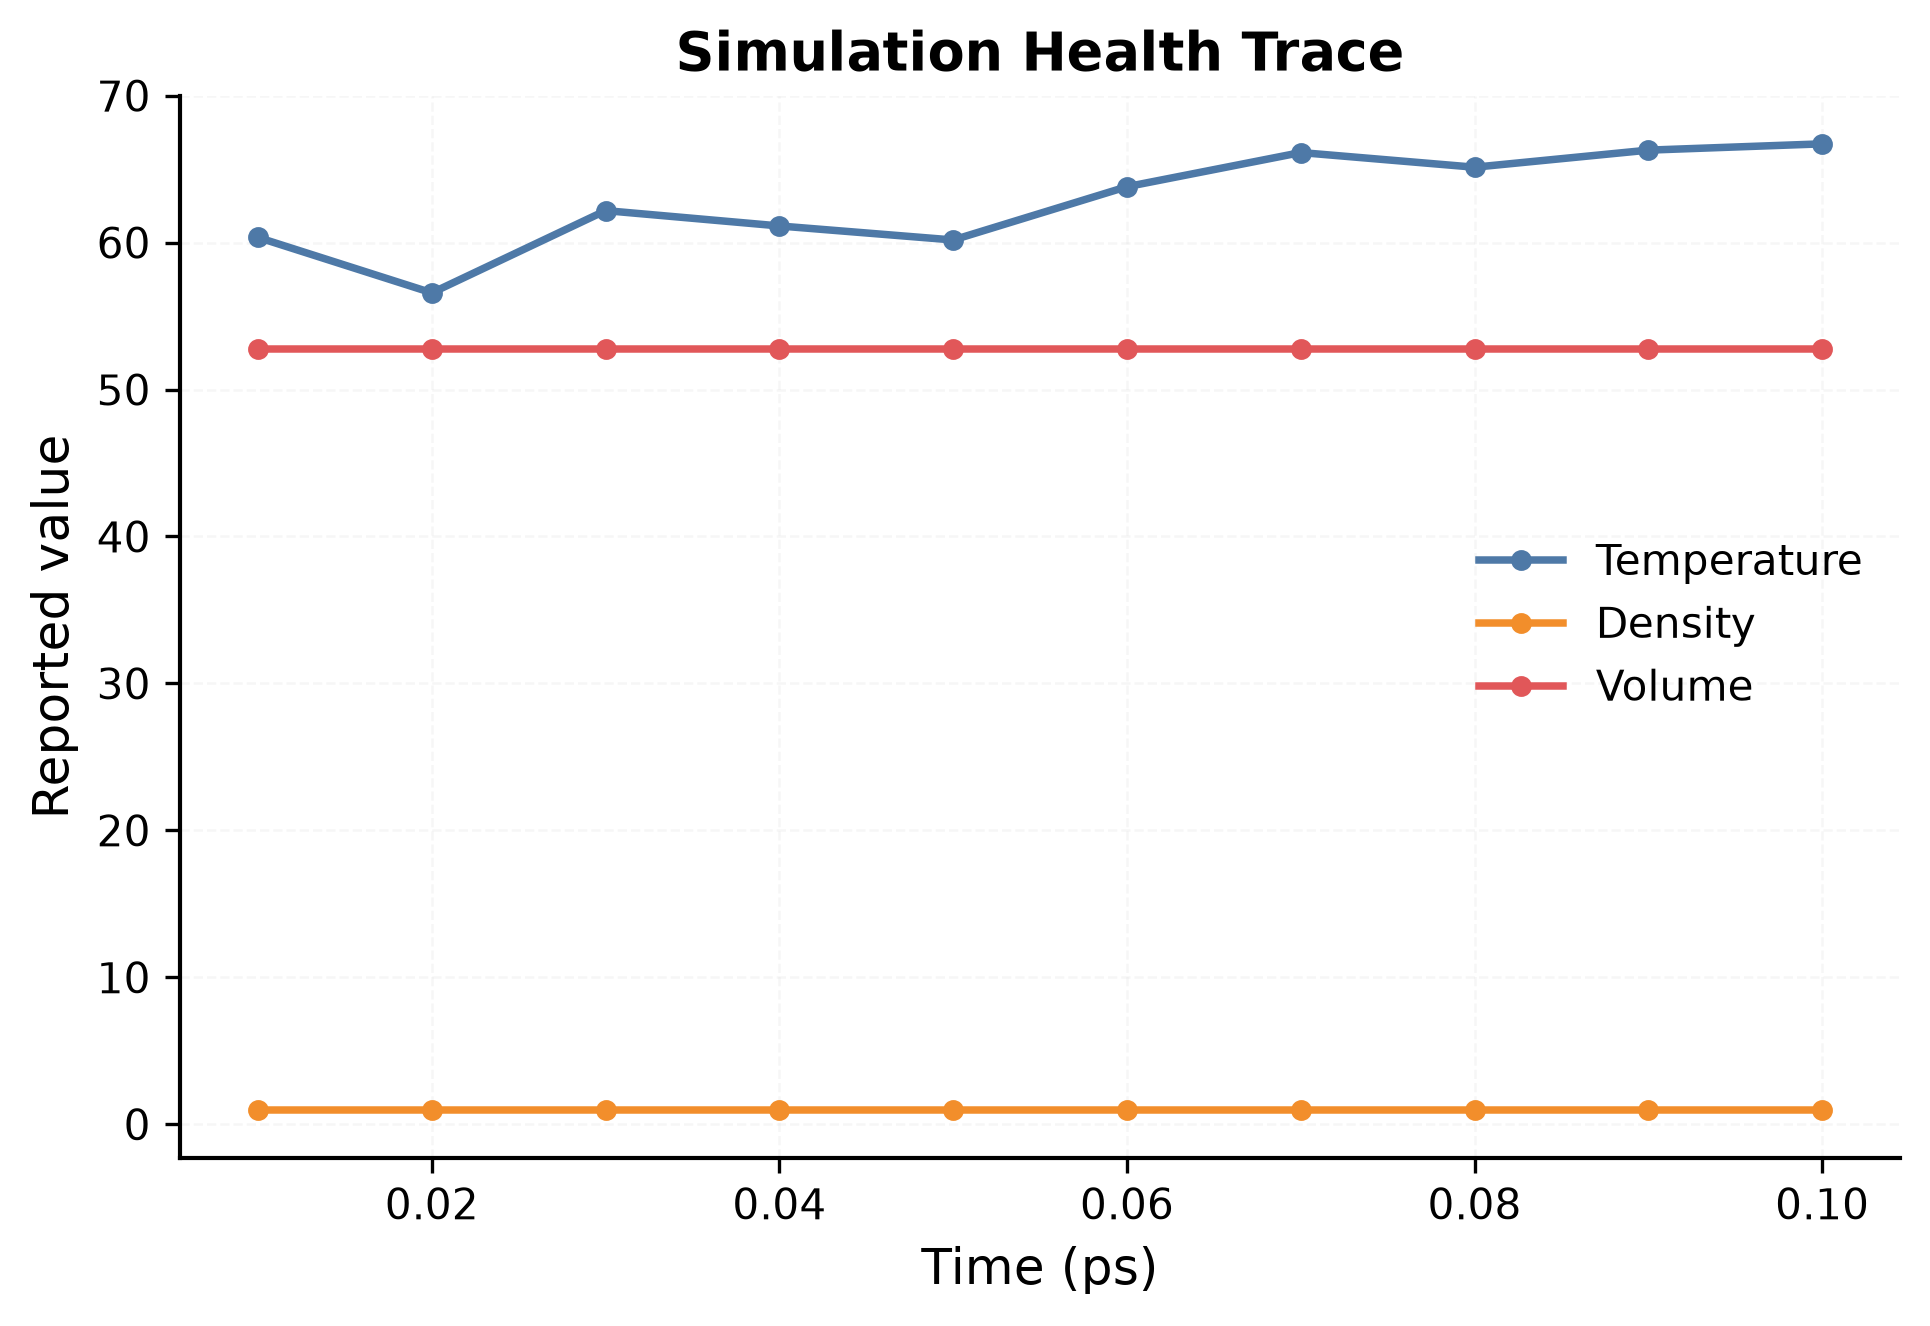 Simulation Health Trace
70
60
50
40
30
20
10
0
Reported value
Temperature
Density
Volume
0.02
0.04
0.06
0.08
0.10
Time (ps)